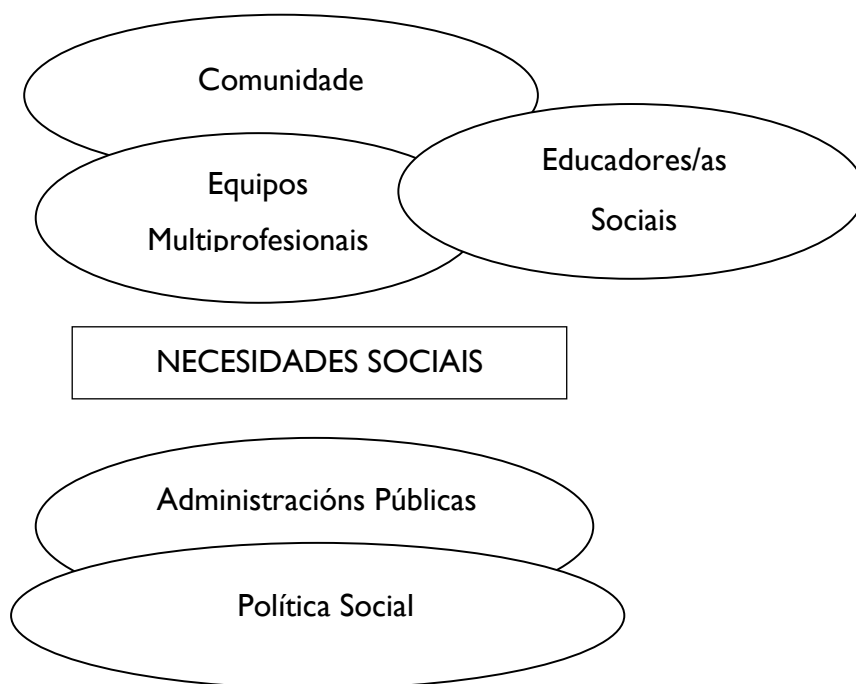 Comunidade
Equipos
Multiprofesionais
Educadores/as
Sociais
NECESIDADES SOCIAIS
Administracións Públicas
Política Social